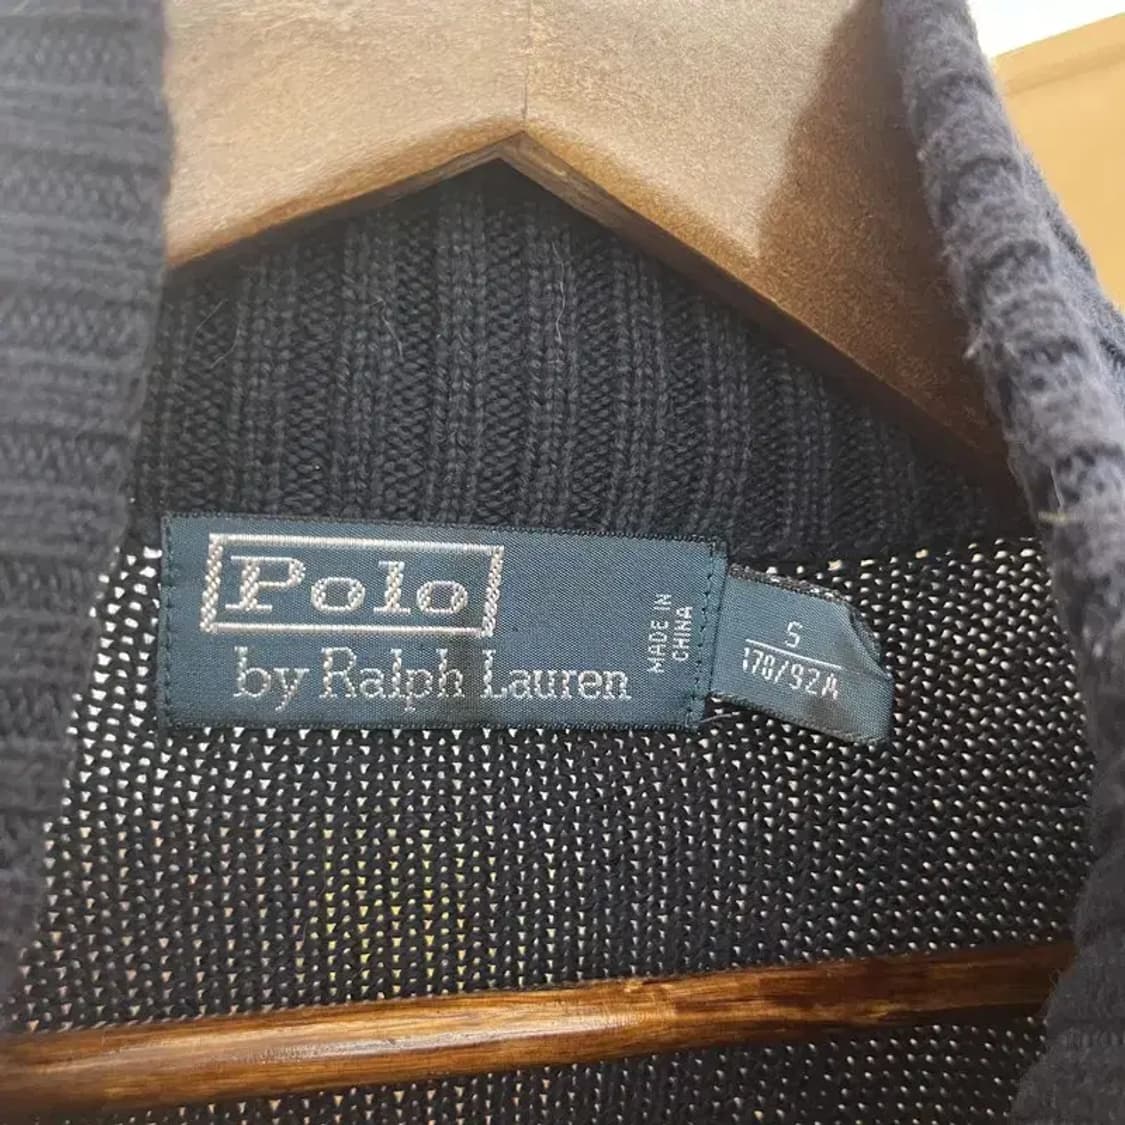 Polo
by Ralph Lauren
MADE IN
CHINA
S
170/92A